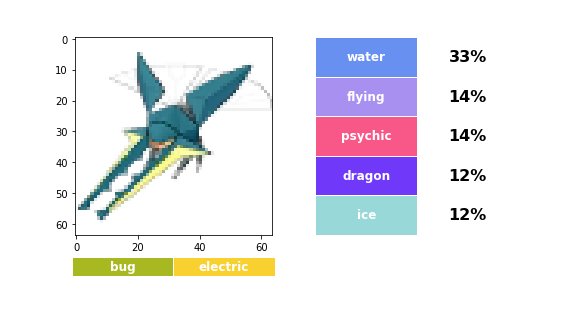 0
10
20
30
40
50
60
0 20 40 60
bug electric
water 33%
flying 14%
psychic 14%
dragon 12%
ice 12%